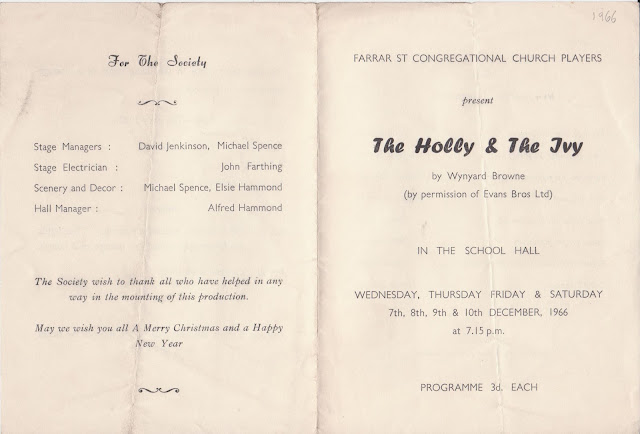 For The Society
Stage Managers : David Jenkinson, Michael Spence
Stage Electrician : John Farthing
Scenery and Decor : Michael Spence, Elsie Hammond
Hall Manager : Alfred Hammond
The Society wish to thank all who have helped in any
way in the mounting of this production.
May we wish you all A Merry Christmas and a Happy
New Year
1966
FARRAR ST CONGREGATIONAL CHURCH PLAYERS
present
The Holly & The Ivy
by Wynyard Browne
(by permission of Evans Bros Ltd)
IN THE SCHOOL HALL
WEDNESDAY, THURSDAY FRIDAY & SATURDAY
7th, 8th, 9th & 10th DECEMBER, 1966
at 7.15 p.m.
PROGRAMME 3d. EACH